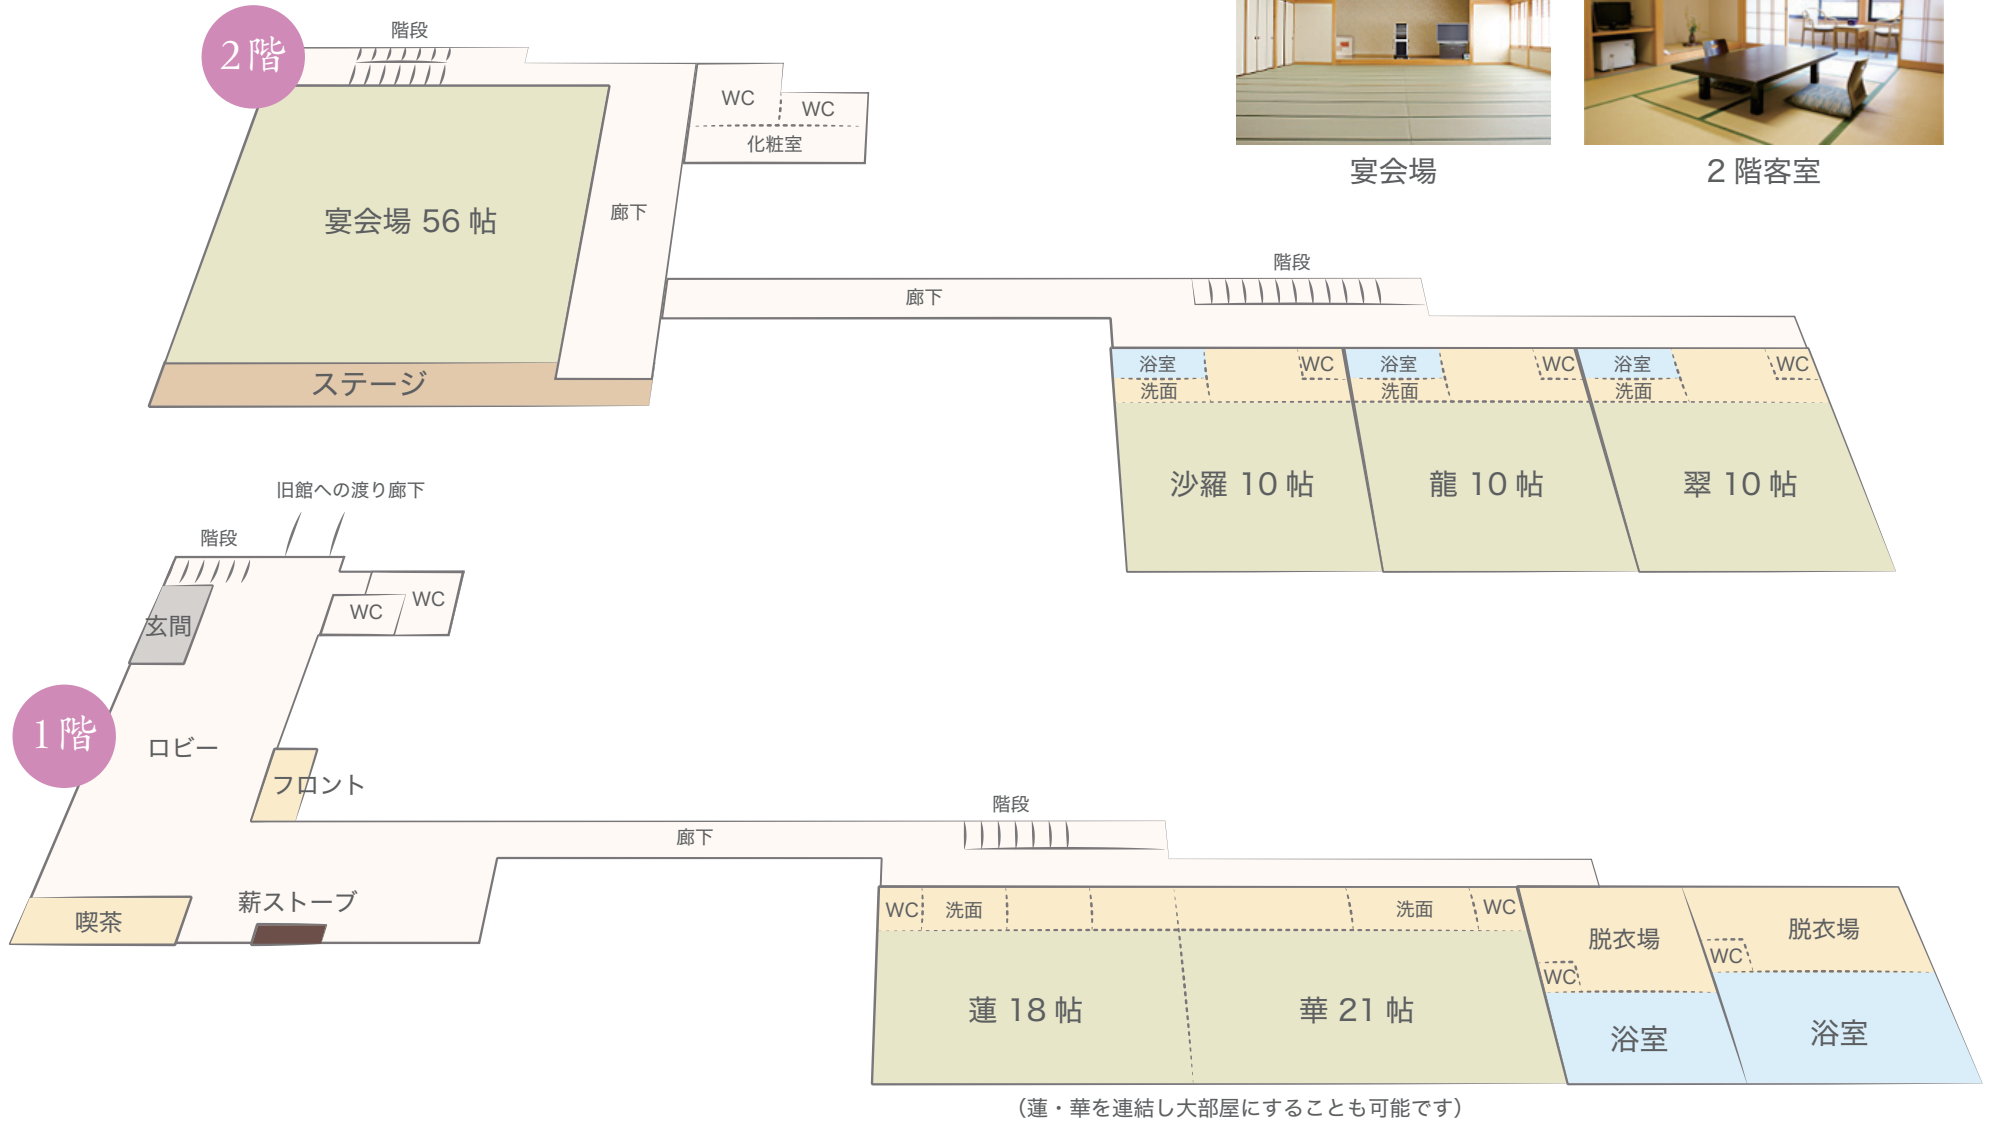 2階
階段
WC
WC
化粧室
宴会場 56 帖
廊下
ステージ
宴会場
2 階客室
廊下
階段
浴室
洗面
WC
浴室
洗面
WC
浴室
洗面
WC
沙羅 10 帖
龍 10 帖
翠 10 帖
1階
旧館への渡り廊下
階段
玄間
WC
WC
ロビー
フロント
喫茶
薪ストーブ
廊下
階段
WC
洗面
洗面
WC
蓮 18 帖
華 21 帖
脱衣場
WC
浴室
脱衣場
WC
浴室
（蓮・華を連結し大部屋にすることも可能です）